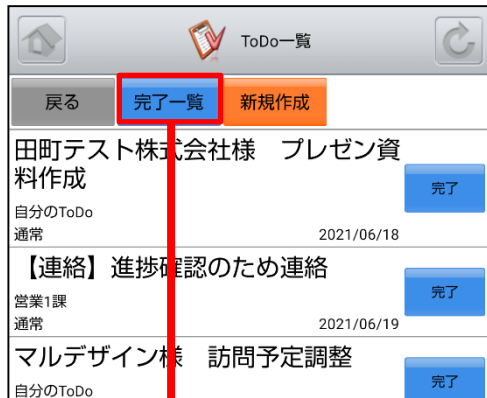 ToDo一覧
戻る 完了一覧 新規作成
田町テスト株式会社様　プレゼン資
料作成
完了
自分のToDo
通常 2021/06/18
【連絡】進捗確認のため連絡
完了
営業1課
通常 2021/06/19
マルデザイン様　訪問予定調整
完了
自分のToDo